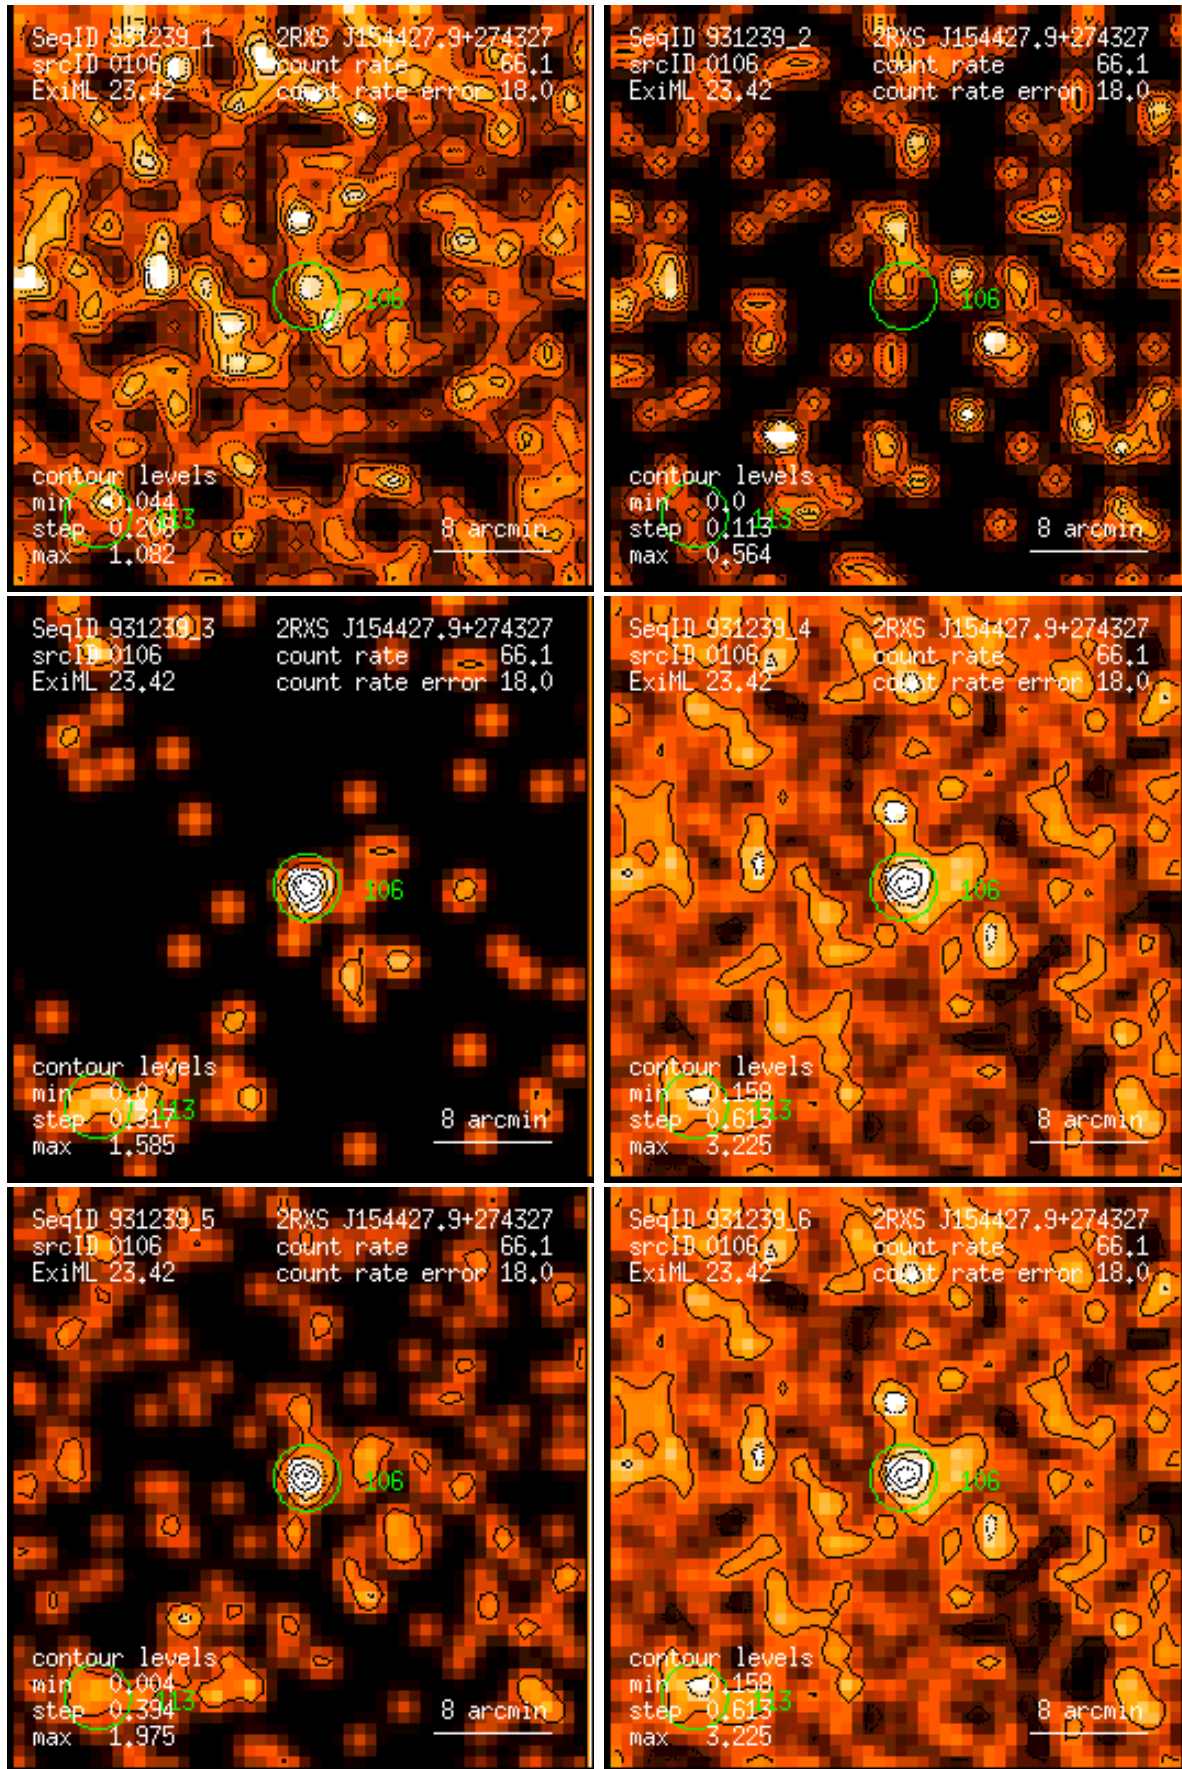 SeqID 931239_1 2RXS J154427.9+274327
srcID 0106 count rate 66.1
ExiML 23.42 count rate error 18.0
106
contour levels
min 0.044
step 0.208 113
max 1.082
8 arcmin
SeqID 931239_2 2RXS J154427.9+274327
srcID 0106 count rate 66.1
ExiML 23.42 count rate error 18.0
106
contour levels
min 0.0
step 0.113 113
max 0.564
8 arcmin
SeqID 931239_3 2RXS J154427.9+274327
srcID 0106 count rate 66.1
ExiML 23.42 count rate error 18.0
106
contour levels
min 0.0
step 0.317 113
max 1.585
8 arcmin
SeqID 931239_4 2RXS J154427.9+274327
srcID 0106 count rate 66.1
ExiML 23.42 count rate error 18.0
106
contour levels
min 0.158
step 0.613 113
max 3.225
8 arcmin
SeqID 931239_5 2RXS J154427.9+274327
srcID 0106 count rate 66.1
ExiML 23.42 count rate error 18.0
106
contour levels
min 0.004
step 0.394 113
max 1.975
8 arcmin
SeqID 931239_6 2RXS J154427.9+274327
srcID 0106 count rate 66.1
ExiML 23.42 count rate error 18.0
106
contour levels
min 0.158
step 0.613 113
max 3.225
8 arcmin